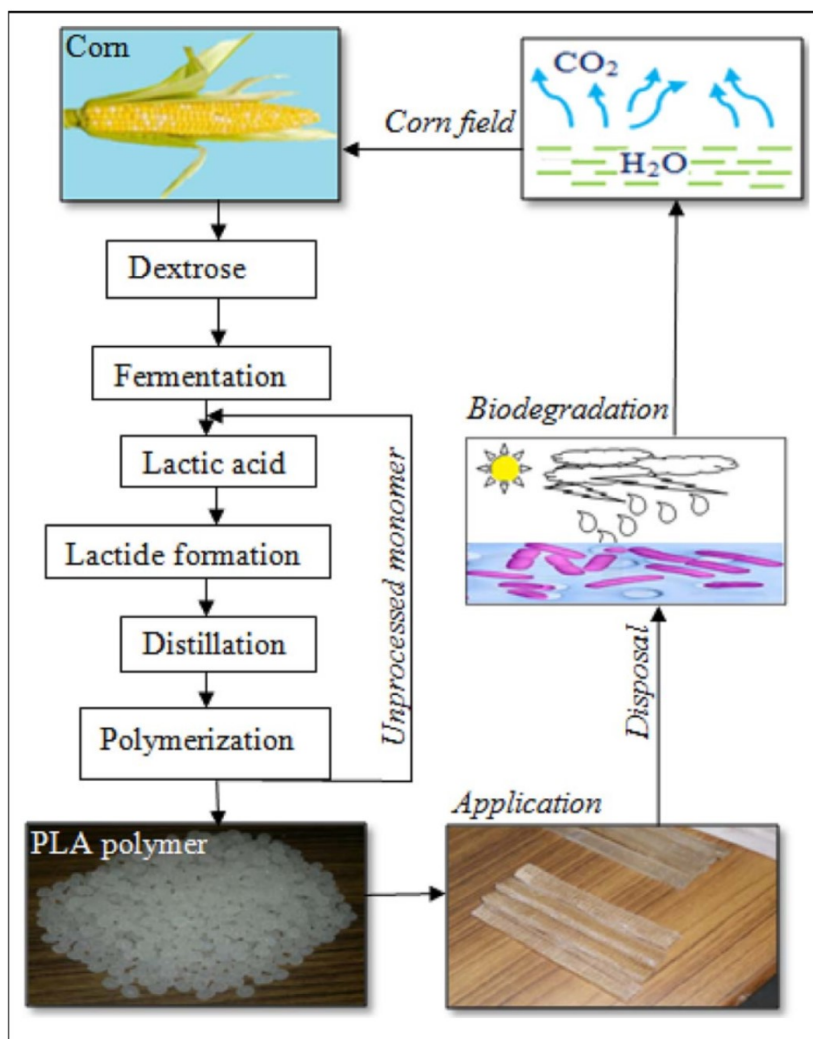 Corn
CO₂
Corn field
H₂O
Dextrose
Fermentation
Biodegradation
Lactic acid
Unprocessed monomer
Lactide formation
Distillation
Disposal
Polymerization
Application
PLA polymer